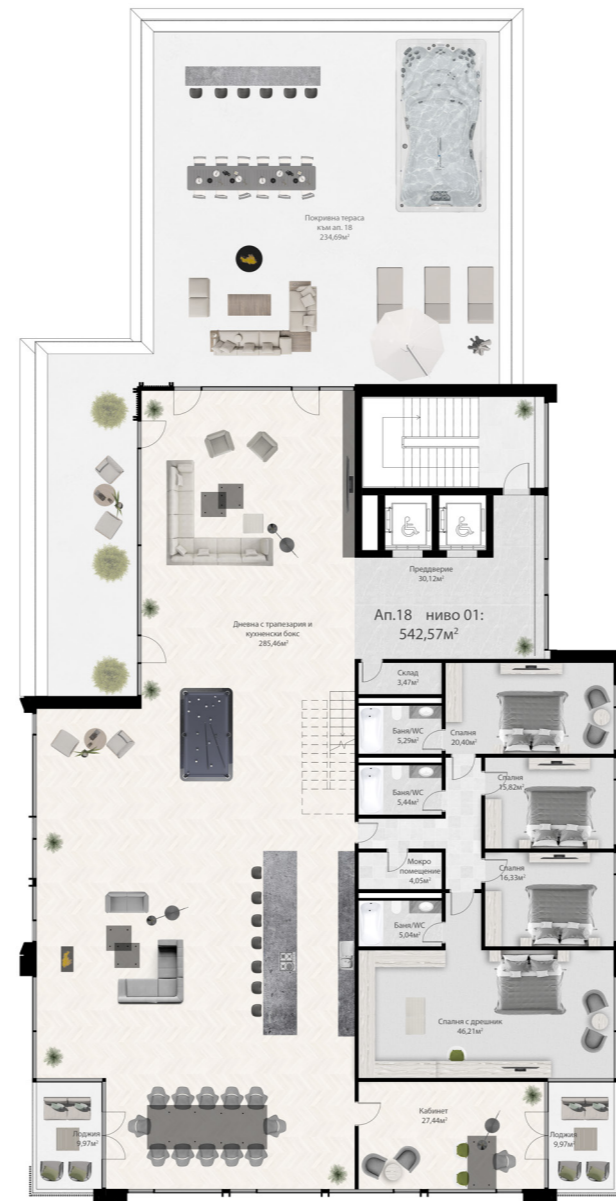 Покривна тераса
към ап. 18
234,69м²
Преддверие
30,12м²
Ап.18 ниво 01:
542,57м²
Дневна с трапезария и
кухненски бокс
285,46м²
Склад
3,47м²
Баня/WC
5,29м²
Спалня
20,40м²
Баня/WC
5,44м²
Спалня
15,82м²
Мокро
помещение
4,05м²
Спалня
16,33м²
Баня/WC
5,04м²
Спалня с дрешник
46,21м²
Кабинет
27,44м²
Лоджия
9,97м²
Лоджия
9,97м²